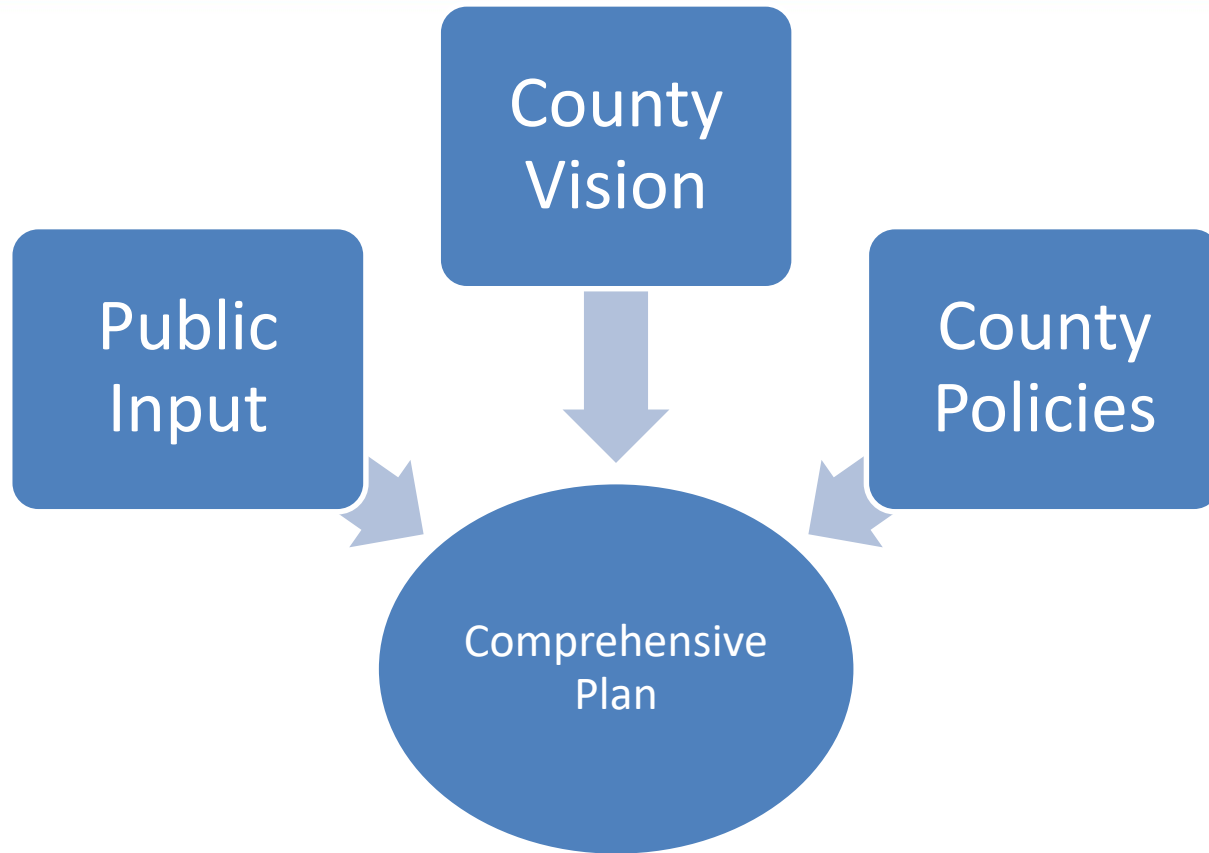 County
Vision
Public
Input
County
Policies
Comprehensive
Plan